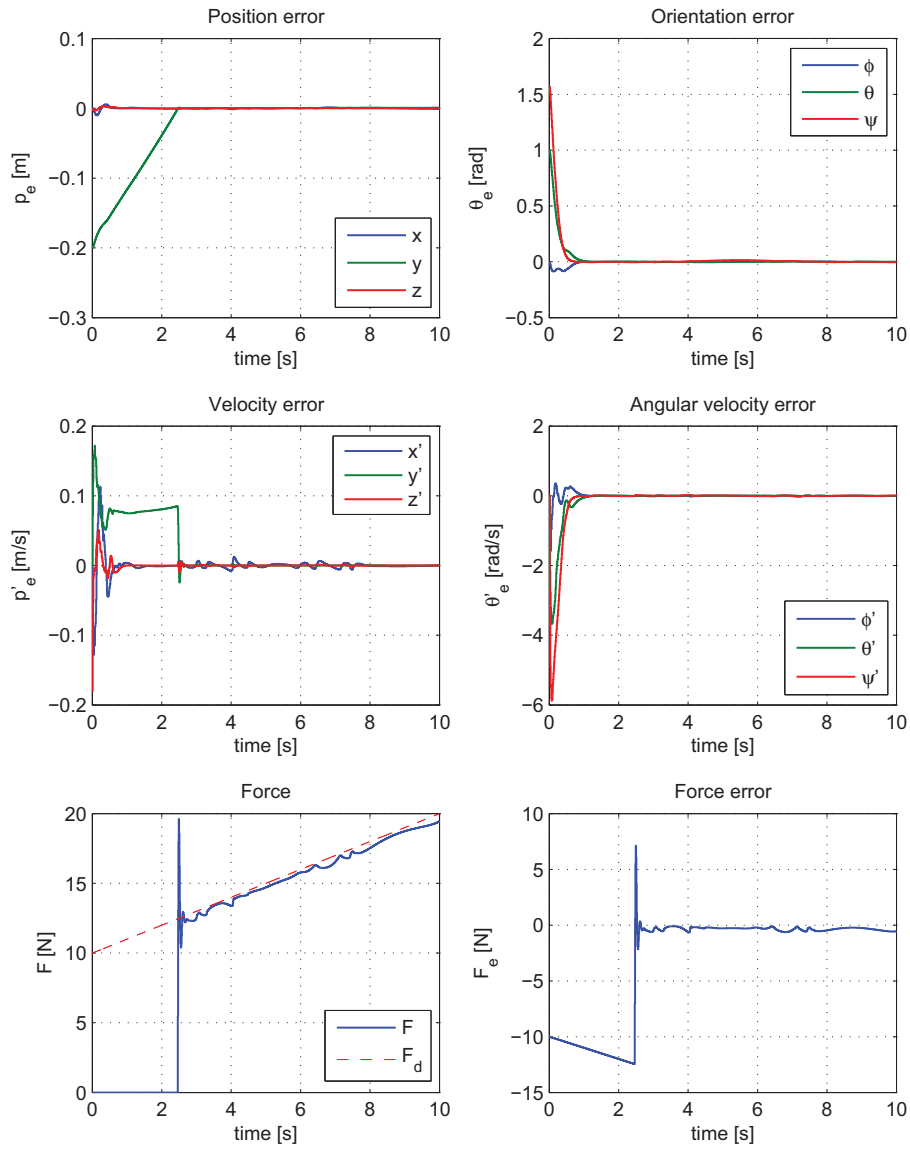 Position error
0.1
0
−0.1
−0.2
−0.3
p_e [m]
x
y
z
0 2 4 6 8 10
time [s]
Orientation error
2
1.5
1
0.5
0
−0.5
θ_e [rad]
ϕ
θ
ψ
0 2 4 6 8 10
time [s]
Velocity error
0.2
0.1
0
−0.1
−0.2
p'_e [m/s]
x'
y'
z'
0 2 4 6 8 10
time [s]
Angular velocity error
2
0
−2
−4
−6
θ'_e [rad/s]
ϕ'
θ'
ψ'
0 2 4 6 8 10
time [s]
Force
20
15
10
5
0
F [N]
F
F_d
0 2 4 6 8 10
time [s]
Force error
10
5
0
−5
−10
−15
F_e [N]
0 2 4 6 8 10
time [s]